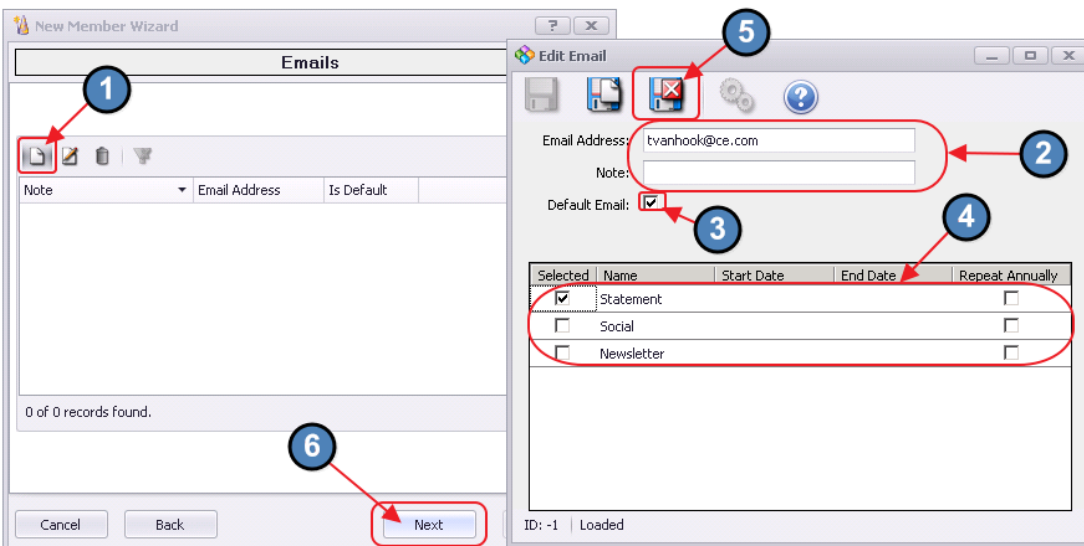 New Member Wizard
Emails
1
Note Email Address Is Default
0 of 0 records found.
6
Cancel Back Next
Edit Email
5
Email Address: tvanhook@ce.com
2
Note:
Default Email:
3
4
Selected Name Start Date End Date Repeat Annually
Statement
Social
Newsletter
ID: -1 Loaded